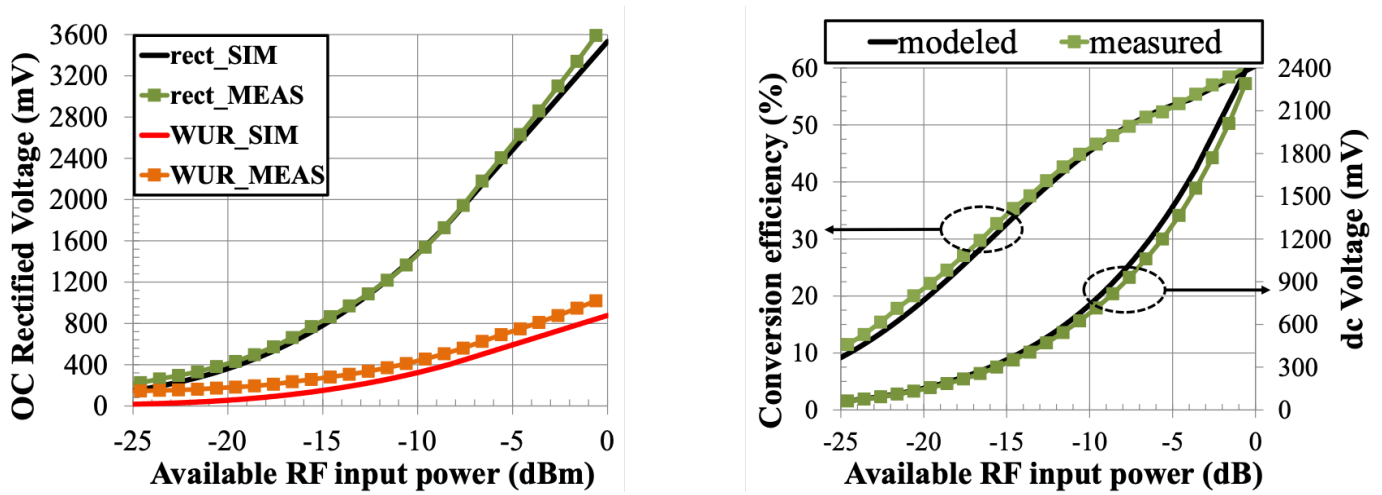 OC Rectified Voltage (mV)
3600
3200
2800
2400
2000
1600
1200
800
400
0
rect_SIM
rect_MEAS
WUR_SIM
WUR_MEAS
-25 -20 -15 -10 -5 0
Available RF input power (dBm)
modeled measured
Conversion efficiency (%)
60
50
40
30
20
10
0
2400
2100
1800
1500
1200
900
600
300
0
dc Voltage (mV)
-25 -20 -15 -10 -5 0
Available RF input power (dB)